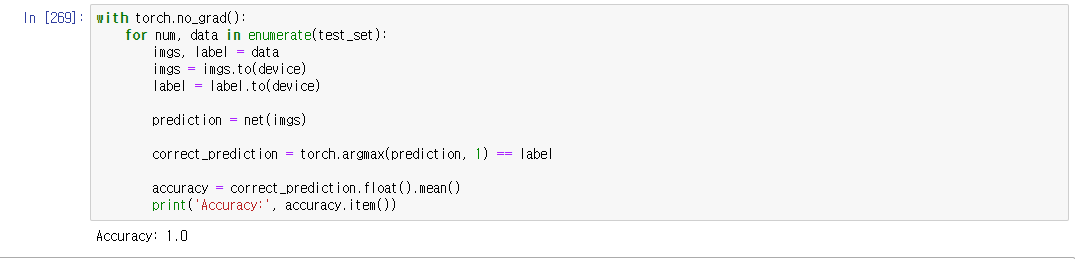 In [269]: with torch.no_grad():
    for num, data in enumerate(test_set):
        imgs, label = data
        imgs = imgs.to(device)
        label = label.to(device)
        prediction = net(imgs)
        correct_prediction = torch.argmax(prediction, 1) == label
        accuracy = correct_prediction.float().mean()
        print('Accuracy:', accuracy.item())
Accuracy: 1.0